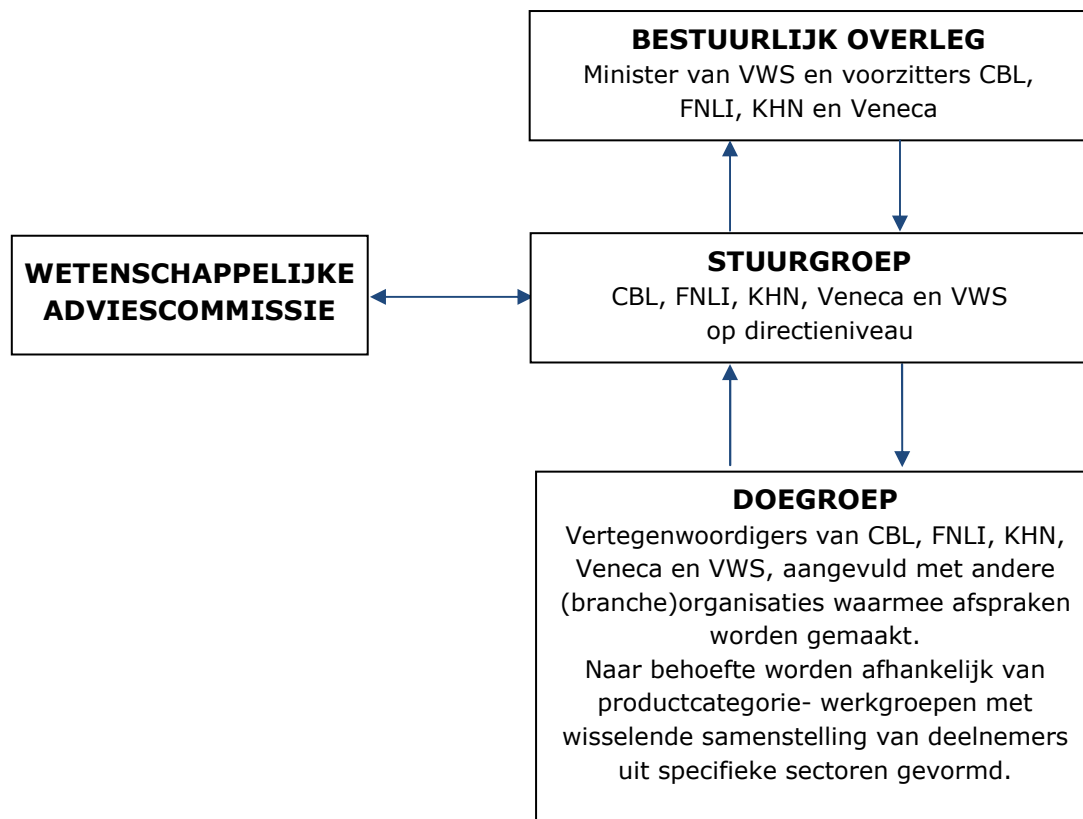 BESTUURLIJK OVERLEG
Minister van VWS en voorzitters CBL,
FNLI, KHN en Veneca
WETENSCHAPPELIJKE
ADVIESCOMMISSIE
STUURGROEP
CBL, FNLI, KHN, Veneca en VWS
op directieniveau
DOEGROEP
Vertegenwoordigers van CBL, FNLI, KHN,
Veneca en VWS, aangevuld met andere
(branche)organisaties waarmee afspraken
worden gemaakt.
Naar behoefte worden afhankelijk van
productcategorie- werkgroepen met
wisselende samenstelling van deelnemers
uit specifieke sectoren gevormd.